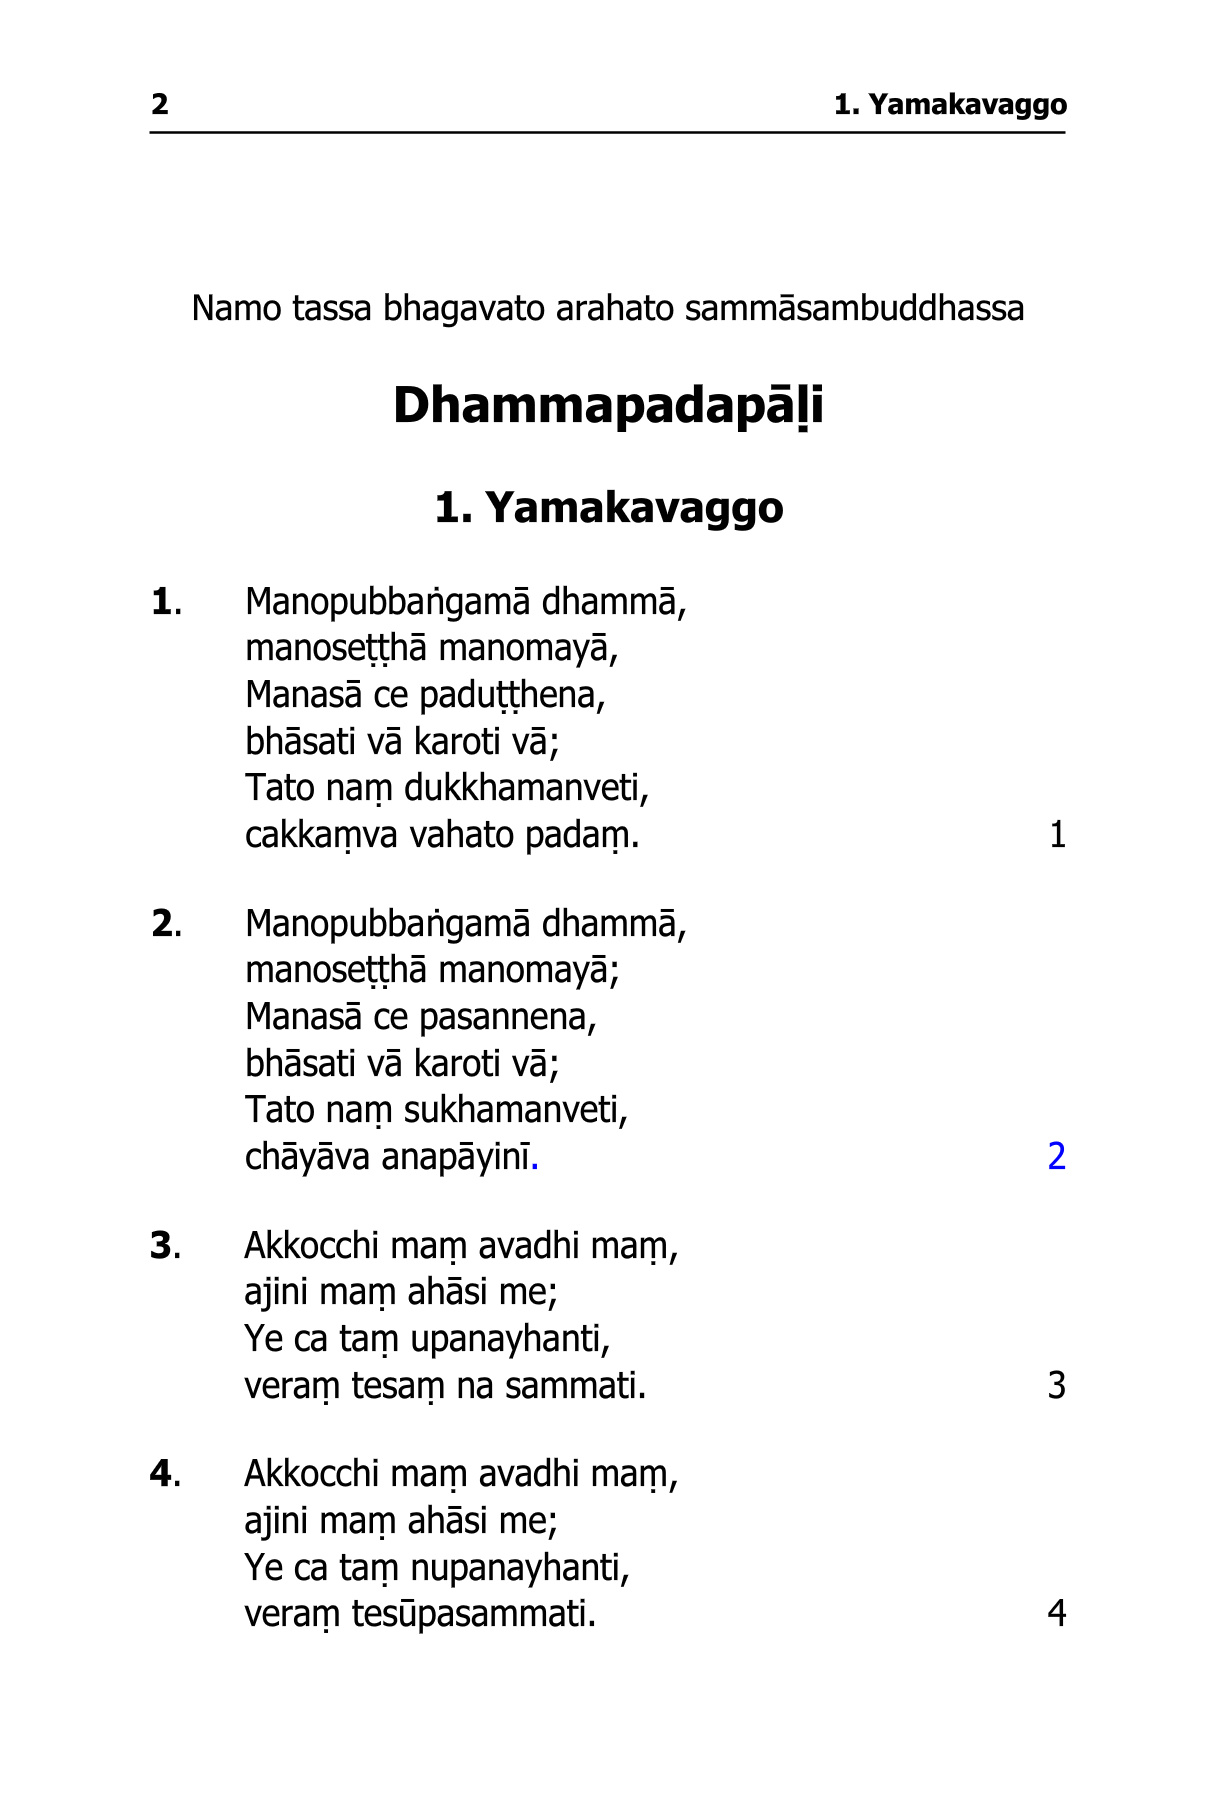 2 1. Yamakavaggo
Namo tassa bhagavato arahato sammāsambuddhassa
Dhammapadapāḷi
1. Yamakavaggo
1. Manopubbaṅgamā dhammā,
manoseṭṭhā manomayā,
Manasā ce paduṭṭhena,
bhāsati vā karoti vā;
Tato naṃ dukkhamanveti,
cakkaṃva vahato padaṃ. 1
2. Manopubbaṅgamā dhammā,
manoseṭṭhā manomayā;
Manasā ce pasannena,
bhāsati vā karoti vā;
Tato naṃ sukhamanveti,
chāyāva anapāyinī. 2
3. Akkocchi maṃ avadhi maṃ,
ajini maṃ ahāsi me;
Ye ca taṃ upanayhanti,
veraṃ tesaṃ na sammati. 3
4. Akkocchi maṃ avadhi maṃ,
ajini maṃ ahāsi me;
Ye ca taṃ nupanayhanti,
veraṃ tesūpasammati. 4